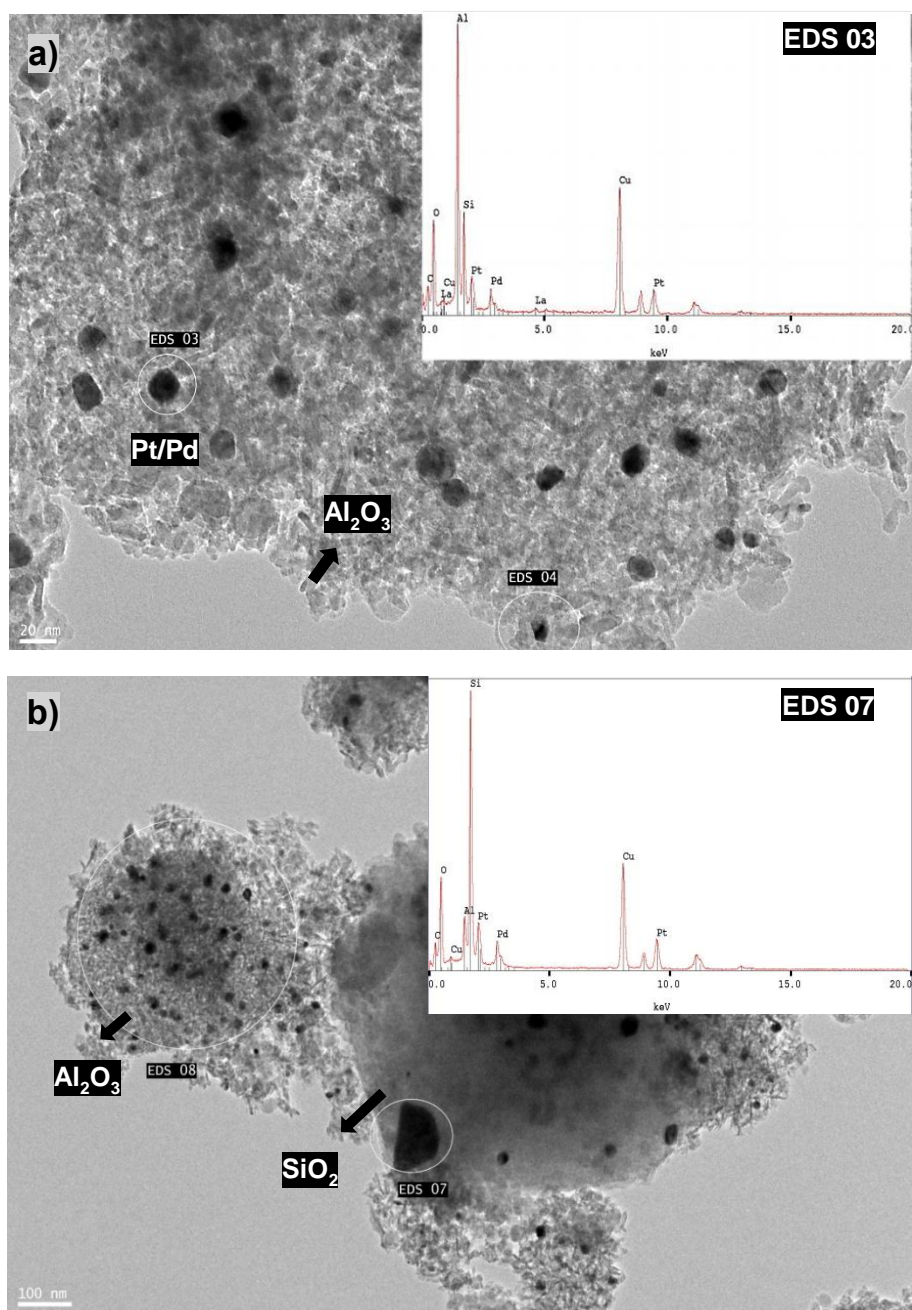 a)
EDS 03
Al
Si
O
C
Cu
La
Pt
Pd
La
Cu
Pt
0.0 5.0 10.0 15.0 20.0
keV
EDS 03
Pt/Pd
Al₂O₃
EDS 04
20 nm
b)
EDS 07
Si
O
C
Cu
Al
Pt
Pd
Cu
Pt
0.0 5.0 10.0 15.0 20.0
keV
Al₂O₃
EDS 08
SiO₂
EDS 07
100 nm